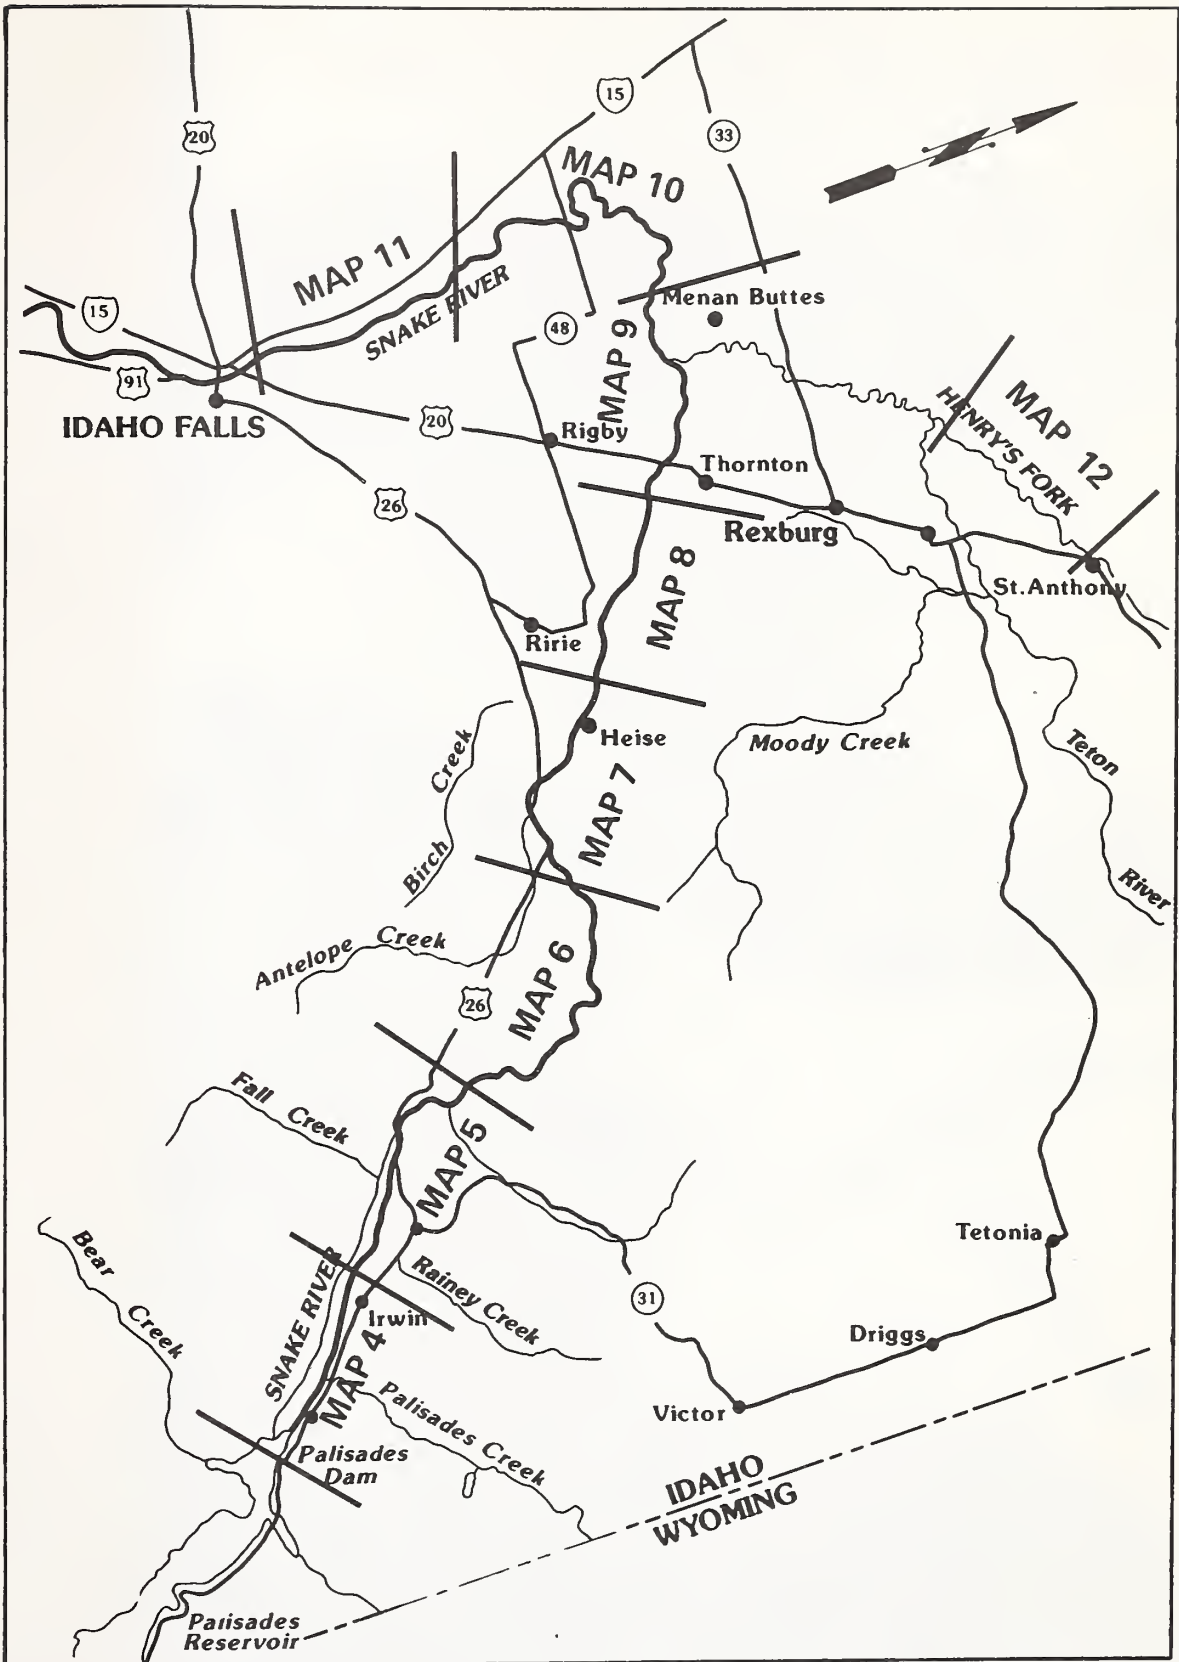 15
20
33
MAP 10
MAP 11
SNAKE RIVER
15
Menan Buttes
48
MAP 9
91
IDAHO FALLS
20
Rigby
HENRY'S FORK
MAP 12
Thornton
26
Rexburg
MAP 8
St.Anthony
Ririe
Heise
Moody Creek
Teton River
Birch Creek
MAP 7
Antelope Creek
MAP 6
26
Fall Creek
MAP 5
Bear Creek
Tetonia
SNAKE RIVER
Rainey Creek
31
Irwin
Driggs
MAP 4
Palisades Creek
Victor
Palisades
Dam
IDAHO
WYOMING
Palisades
Reservoir